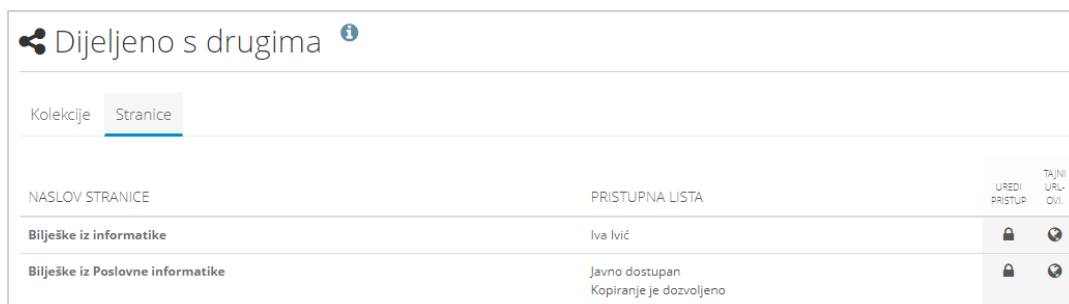 Dijeljeno s drugima
Kolekcije Stranice
NASLOV STRANICE PRISTUPNA LISTA UREDI PRISTUP TAJNI URL-OVI.
Bilješke iz informatike Iva Ivić
Bilješke iz Poslovne informatike Javno dostupan
Kopiranje je dozvoljeno